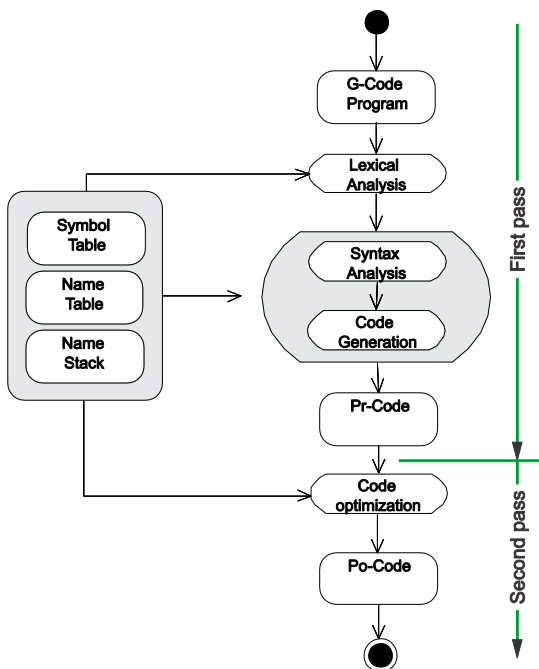 G-Code
Program
Lexical
Analysis
Symbol
Table
Name
Table
Name
Stack
Syntax
Analysis
Code
Generation
Pr-Code
Code
optimization
Po-Code
First pass
Second pass